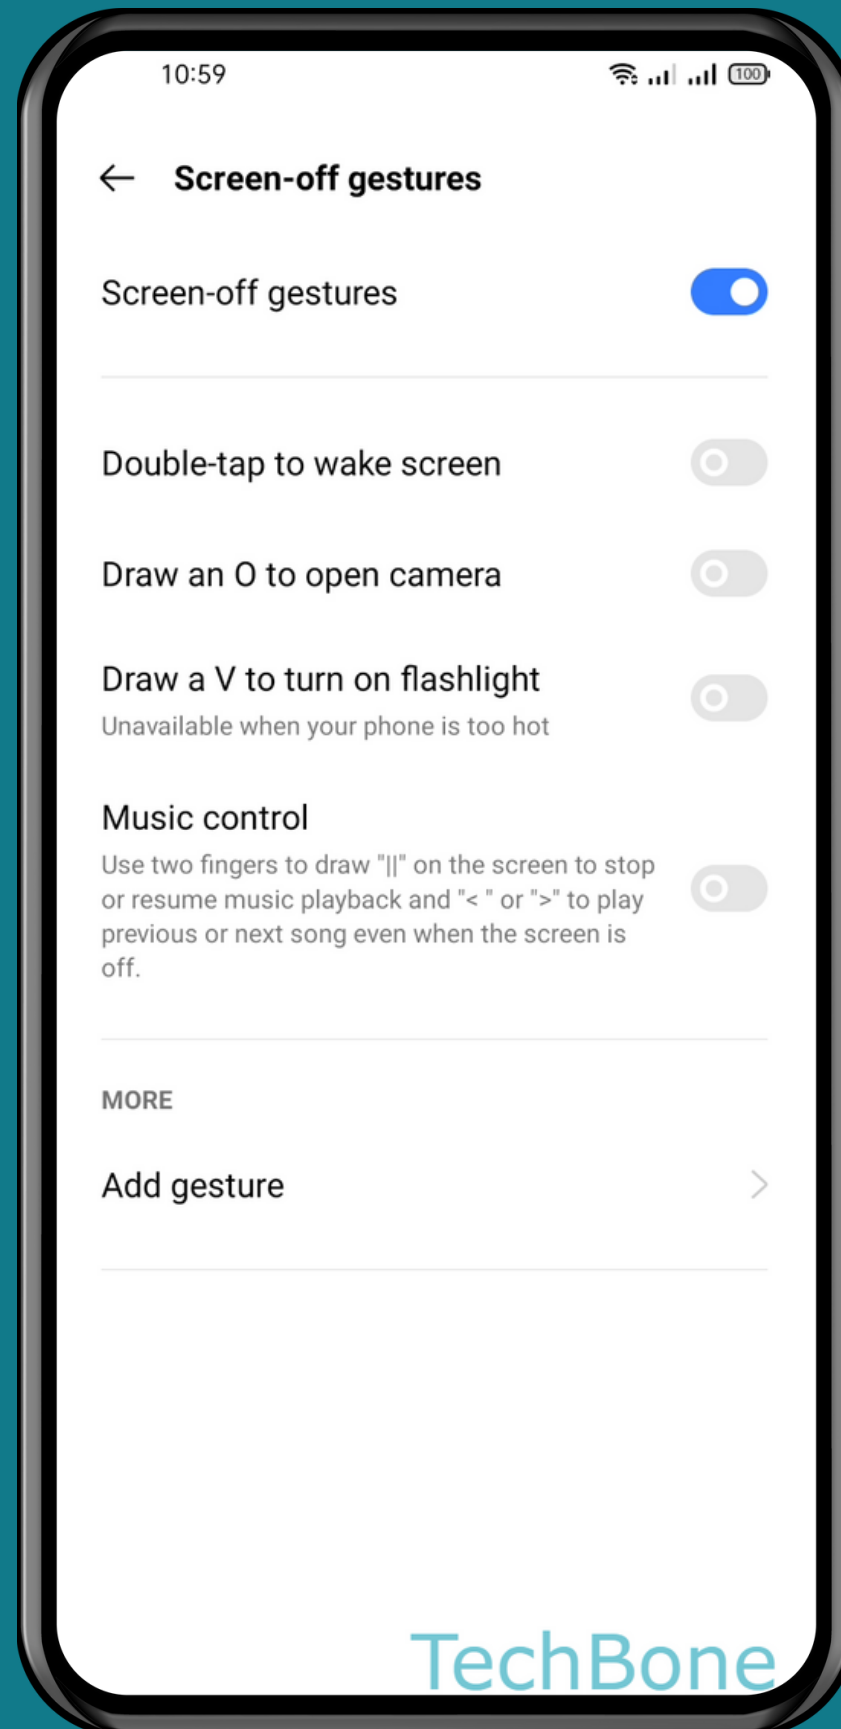 10:59
100
Screen-off gestures
Screen-off gestures
Double-tap to wake screen
Draw an O to open camera
Draw a V to turn on flashlight
Unavailable when your phone is too hot
Music control
Use two fingers to draw "||" on the screen to stop
or resume music playback and "< " or ">" to play
previous or next song even when the screen is
off.
MORE
Add gesture
TechBone